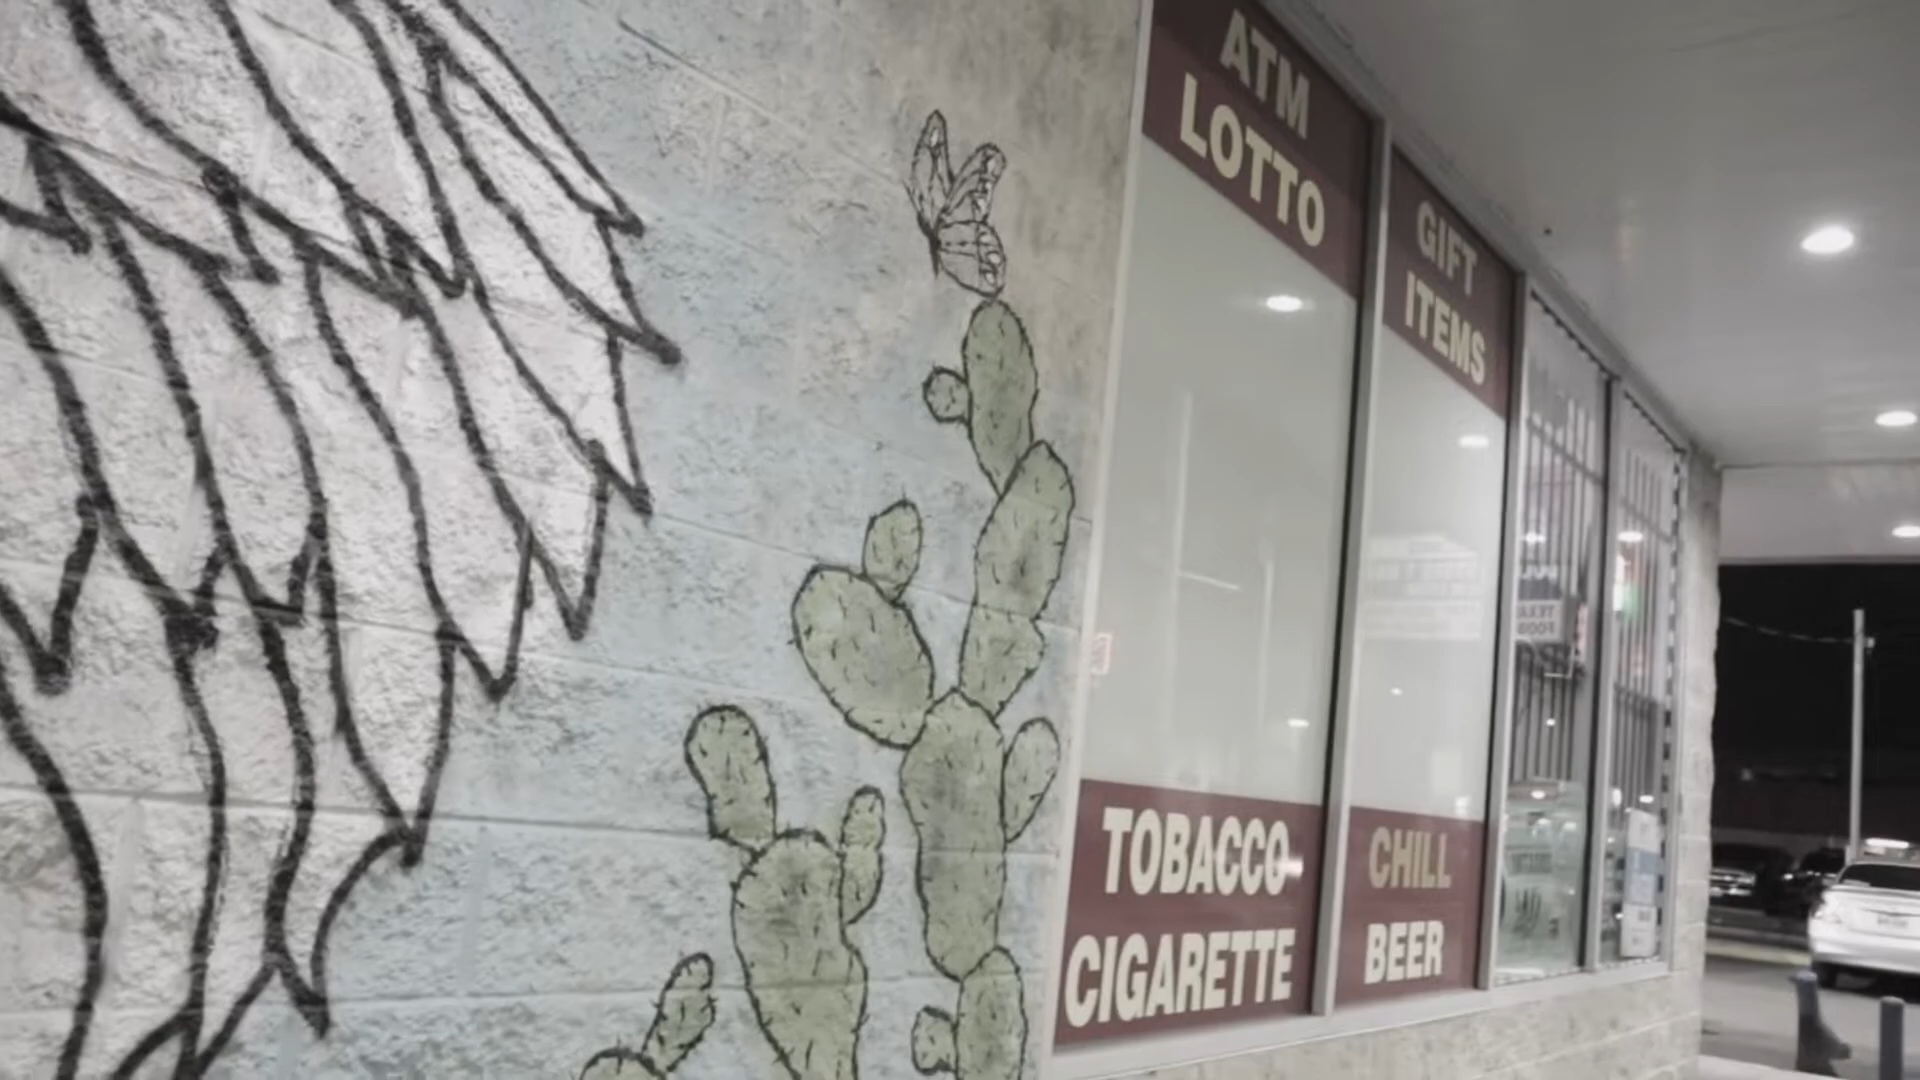 ATM
LOTTO
GIFT
ITEMS
TOBACCO
CIGARETTE
CHILL
BEER